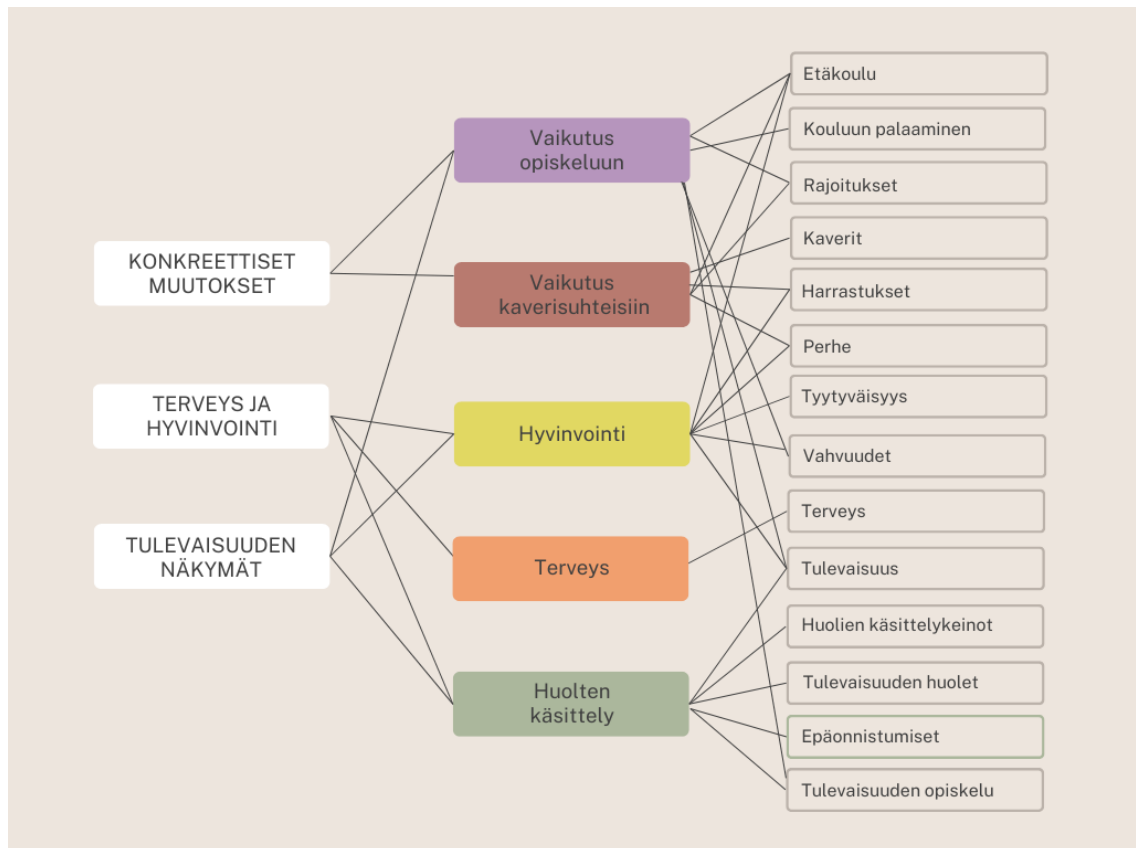 KONKREETTISET
MUUTOKSET
TERVEYS JA
HYVINVOINTI
TULEVAISUUDEN
NÄKYMÄT
Vaikutus
opiskeluun
Vaikutus
kaverisuhteisiin
Hyvinvointi
Terveys
Huolten
käsittely
Etäkoulu
Kouluun palaaminen
Rajoitukset
Kaverit
Harrastukset
Perhe
Tyytyväisyys
Vahvuudet
Terveys
Tulevaisuus
Huolien käsittelykeinot
Tulevaisuuden huolet
Epäonnistumiset
Tulevaisuuden opiskelu